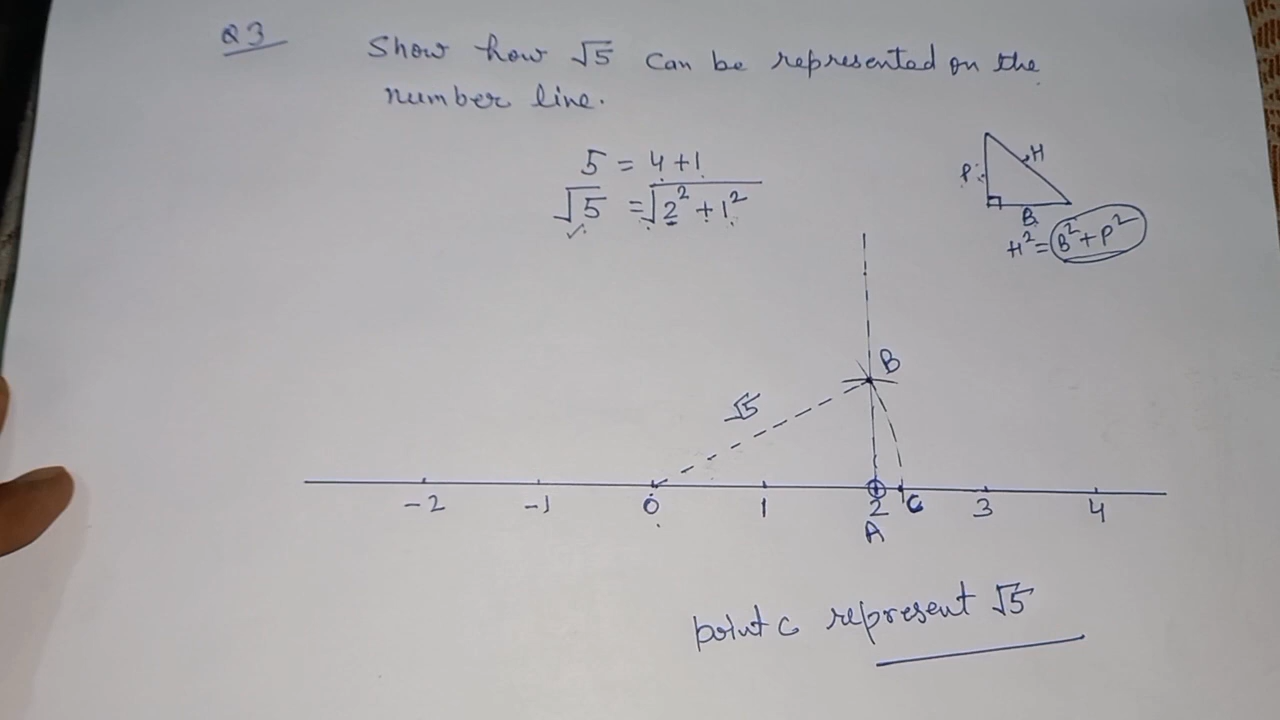 Q3
Show how √5 can be represented on the
number line.
5 = 4 + 1
√5 = √2² + 1²
P
H
B
H² = B² + P²
B
√5
-2 -1 0 1 2 C 3 4
A
point C represent √5